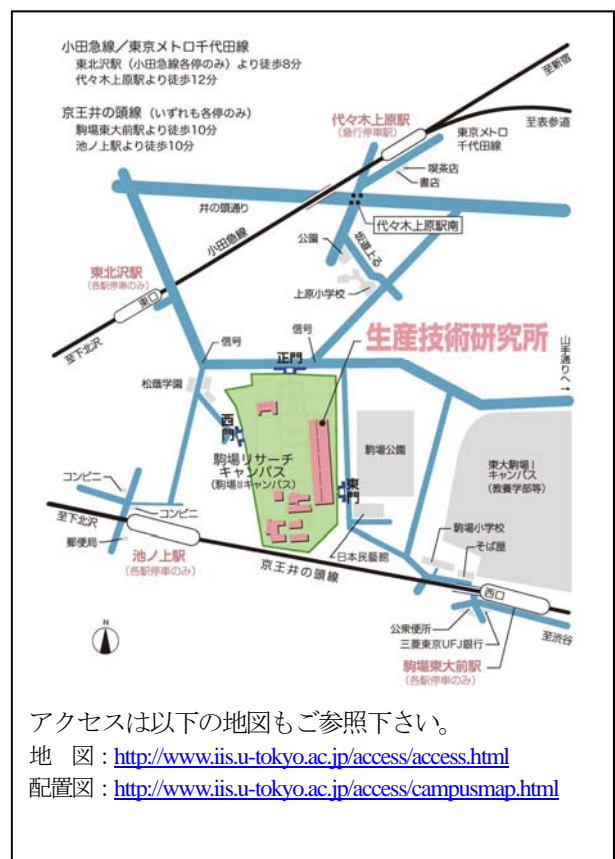 小田急線／東京メトロ千代田線
東北沢駅（小田急線各停のみ）より徒歩8分
代々木上原駅より徒歩12分
京王井の頭線（いずれも各停のみ）
駒場東大前駅より徒歩10分
池ノ上駅より徒歩10分
至新宿
代々木上原駅
（急行停車駅）
東京メトロ
千代田線
至表参道
喫茶店
書店
井の頭通り
小田急線
代々木上原駅南
公園
坂道上る
東北沢駅
（各駅停車のみ）
東口
上原小学校
至下北沢
信号
信号
正門
生産技術研究所
山手通りへ→
松蔭学園
西門
駒場リサーチ
キャンパス
（駒場IIキャンパス）
駒場公園
東大駒場I
キャンパス
（教養学部等）
東門
コンビニ
コンビニ
至下北沢
郵便局
池ノ上駅
（各駅停車のみ）
京王井の頭線
日本民藝館
駒場小学校
そば屋
西口
公衆便所
三菱東京UFJ銀行
至渋谷
駒場東大前駅
（各駅停車のみ）
N
アクセスは以下の地図もご参照下さい。
地　図：http://www.iis.u-tokyo.ac.jp/access/access.html
配置図：http://www.iis.u-tokyo.ac.jp/access/campusmap.html